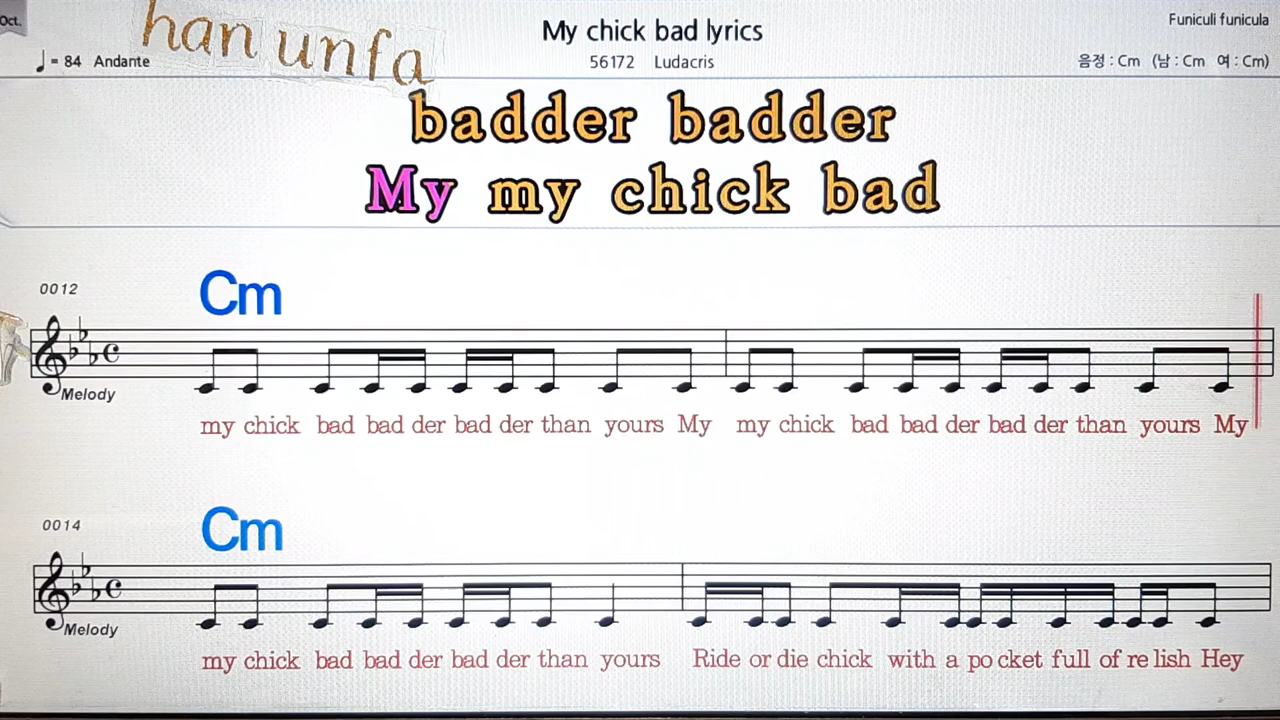 Oct.
han unfa
My chick bad lyrics
Funiculi funicula
♩ = 84 Andante
56172 Ludacris
음정 : Cm (남 : Cm 여 : Cm)
badder badder
My my chick bad
0012
Cm
Melody
my chick bad bad der bad der than yours My my chick bad bad der bad der than yours My
0014
Cm
Melody
my chick bad bad der bad der than yours Ride or die chick with a po cket full of re lish Hey